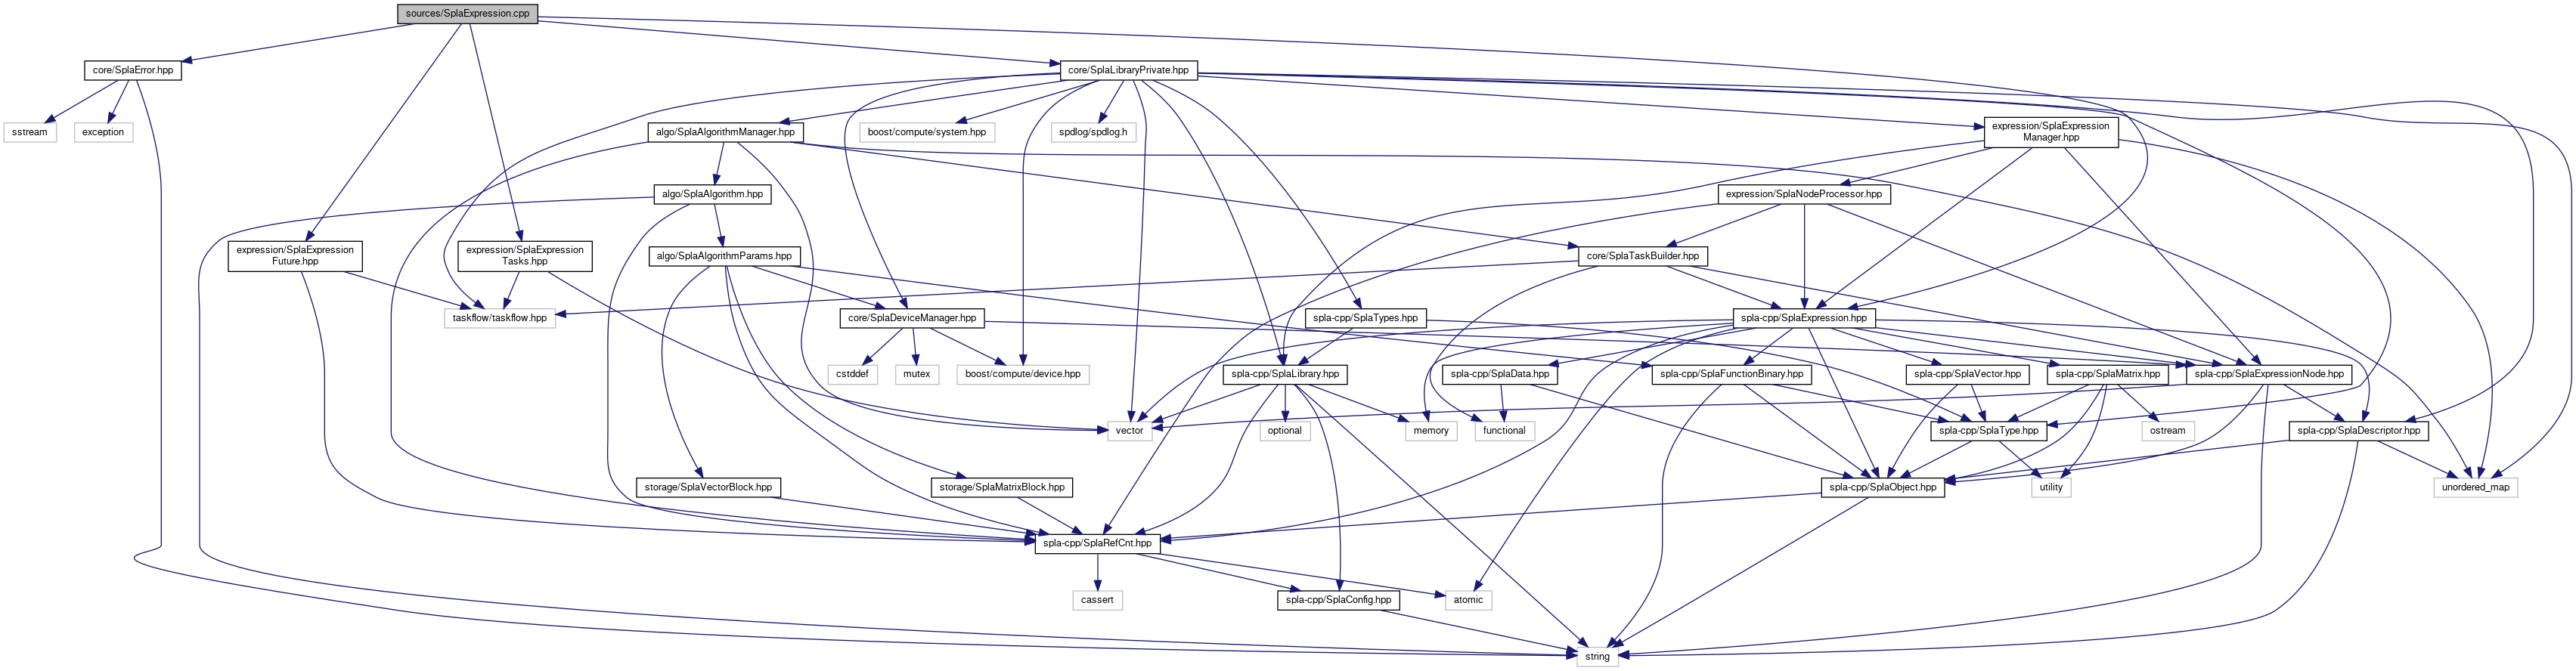 sources/SplaExpression.cpp
core/SplaError.hpp
core/SplaLibraryPrivate.hpp
sstream
exception
algo/SplaAlgorithmManager.hpp
boost/compute/system.hpp
spdlog/spdlog.h
expression/SplaExpression
Manager.hpp
algo/SplaAlgorithm.hpp
expression/SplaNodeProcessor.hpp
expression/SplaExpression
Future.hpp
expression/SplaExpression
Tasks.hpp
algo/SplaAlgorithmParams.hpp
core/SplaTaskBuilder.hpp
taskflow/taskflow.hpp
core/SplaDeviceManager.hpp
spla-cpp/SplaTypes.hpp
spla-cpp/SplaExpression.hpp
cstddef
mutex
boost/compute/device.hpp
spla-cpp/SplaLibrary.hpp
spla-cpp/SplaData.hpp
spla-cpp/SplaFunctionBinary.hpp
spla-cpp/SplaVector.hpp
spla-cpp/SplaMatrix.hpp
spla-cpp/SplaExpressionNode.hpp
vector
optional
memory
functional
spla-cpp/SplaType.hpp
ostream
spla-cpp/SplaDescriptor.hpp
storage/SplaVectorBlock.hpp
storage/SplaMatrixBlock.hpp
spla-cpp/SplaObject.hpp
utility
unordered_map
spla-cpp/SplaRefCnt.hpp
cassert
spla-cpp/SplaConfig.hpp
atomic
string